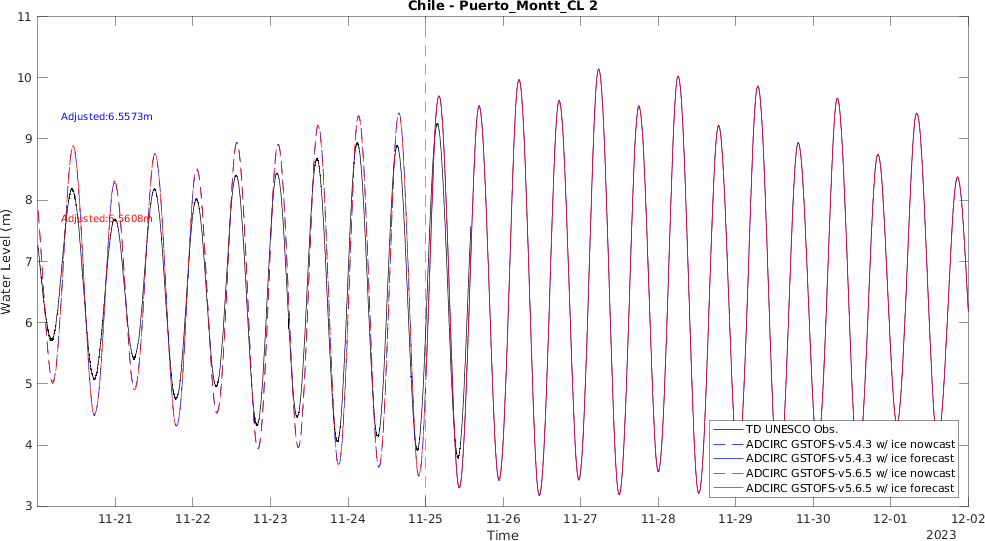 Chile - Puerto_Montt_CL 2
11
10
9
8
7
6
5
4
3
Water Level (m)
Adjusted:6.5573m
Adjusted:6.5608m
TD UNESCO Obs.
ADCIRC GSTOFS-v5.4.3 w/ ice nowcast
ADCIRC GSTOFS-v5.4.3 w/ ice forecast
ADCIRC GSTOFS-v5.6.5 w/ ice nowcast
ADCIRC GSTOFS-v5.6.5 w/ ice forecast
11-21 11-22 11-23 11-24 11-25 11-26 11-27 11-28 11-29 11-30 12-01 12-02
Time
2023